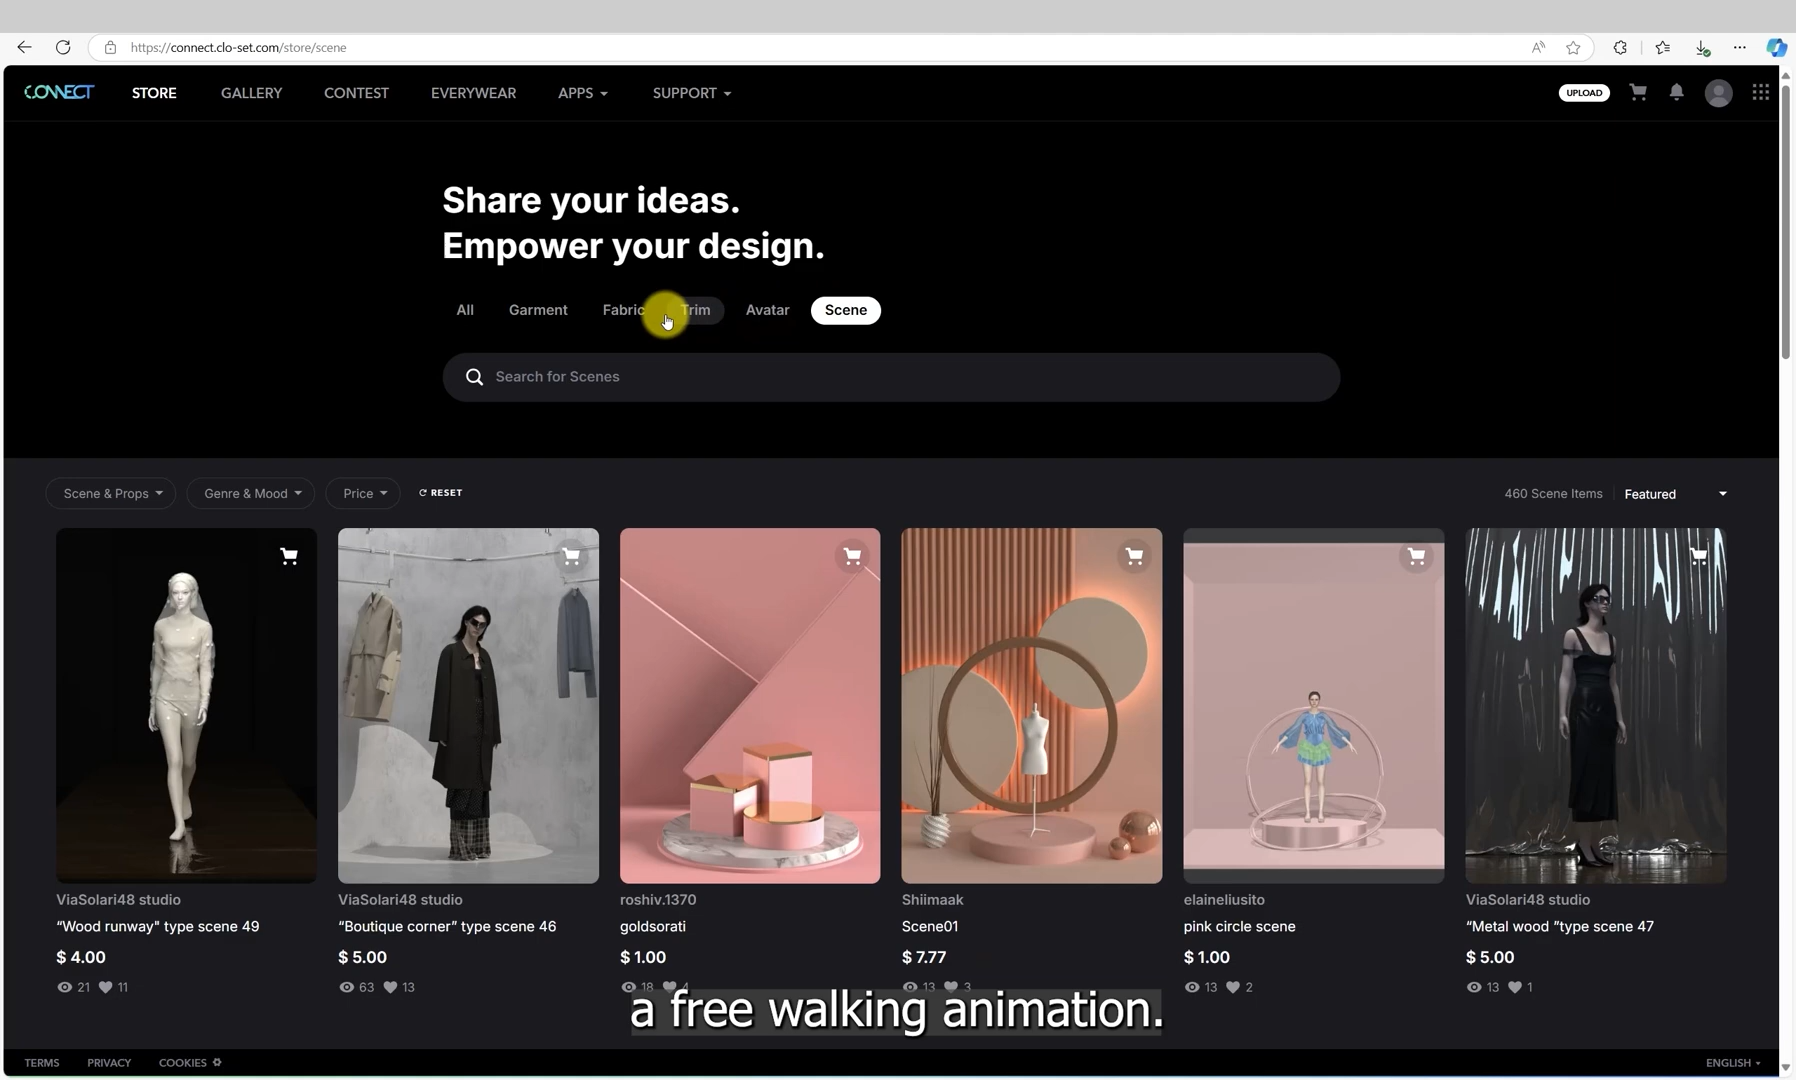 https://connect.clo-set.com/store/scene
CONNECT
STORE
GALLERY
CONTEST
EVERYWEAR
APPS
SUPPORT
UPLOAD
Share your ideas.
Empower your design.
All
Garment
Fabric
Trim
Avatar
Scene
Search for Scenes
Scene & Props
Genre & Mood
Price
RESET
460 Scene Items
Featured
ViaSolari48 studio
“Wood runway" type scene 49
$ 4.00
21
11
ViaSolari48 studio
“Boutique corner” type scene 46
$ 5.00
63
13
roshiv.1370
goldsorati
$ 1.00
18
4
Shiimaak
Scene01
$ 7.77
13
3
elaineliusito
pink circle scene
$ 1.00
13
2
ViaSolari48 studio
“Metal wood ”type scene 47
$ 5.00
13
1
a free walking animation.
TERMS
PRIVACY
COOKIES
ENGLISH